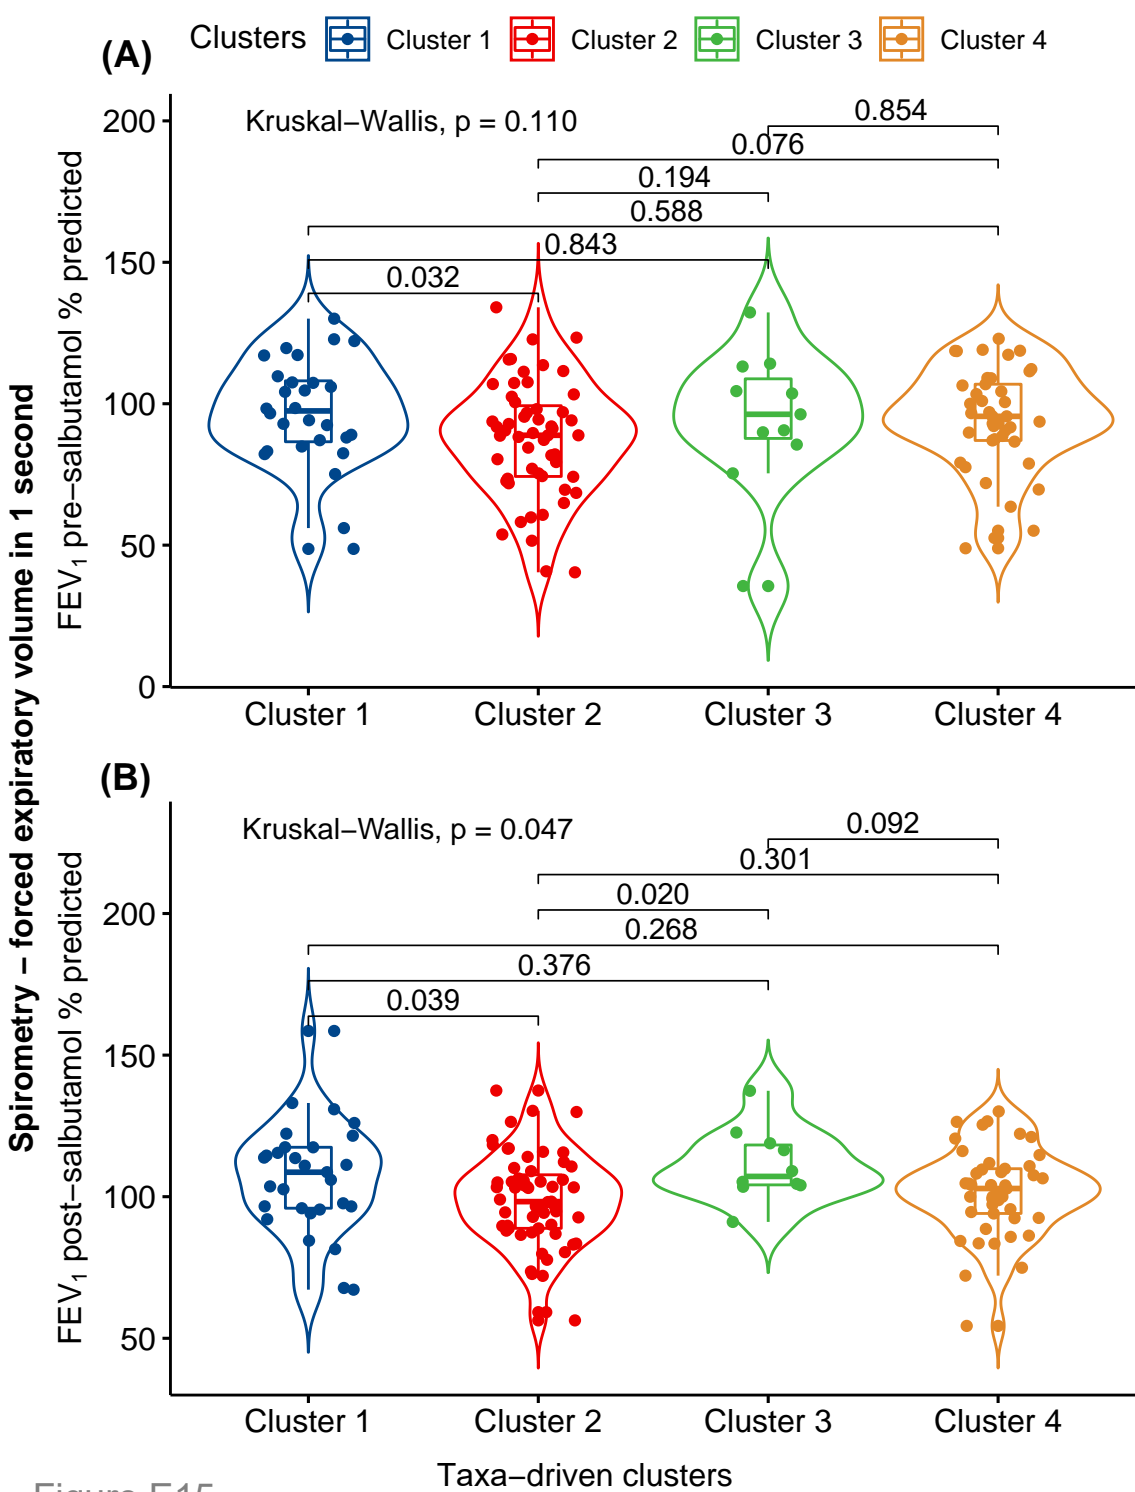 Clusters Cluster 1 Cluster 2 Cluster 3 Cluster 4
(A)
Kruskal−Wallis, p = 0.110
0.854
0.076
0.194
0.588
0.843
0.032
200
150
100
50
0
FEV1 pre−salbutamol % predicted
Cluster 1 Cluster 2 Cluster 3 Cluster 4
Spirometry − forced expiratory volume in 1 second
(B)
Kruskal−Wallis, p = 0.047
0.092
0.301
0.020
0.268
0.376
0.039
200
150
100
50
FEV1 post−salbutamol % predicted
Cluster 1 Cluster 2 Cluster 3 Cluster 4
Taxa−driven clusters
Figure E15